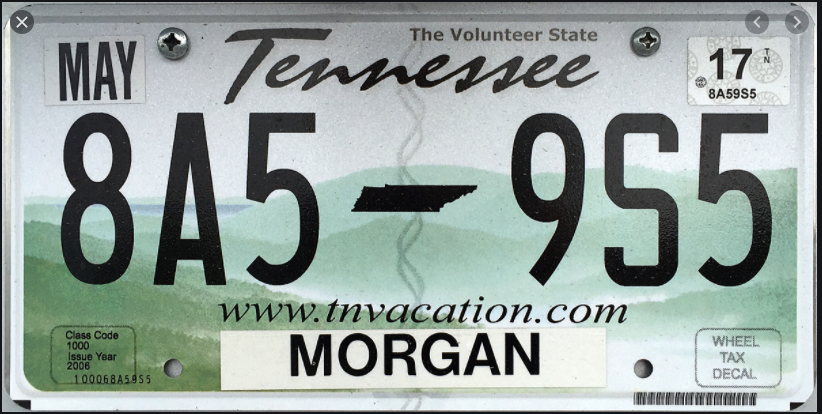 The Volunteer State
MAY
Tennessee
17
TN
8A59S5
8A5 9S5
www.tnvacation.com
Class Code
1000
Issue Year
2006
100068A59S5
MORGAN
WHEEL
TAX
DECAL